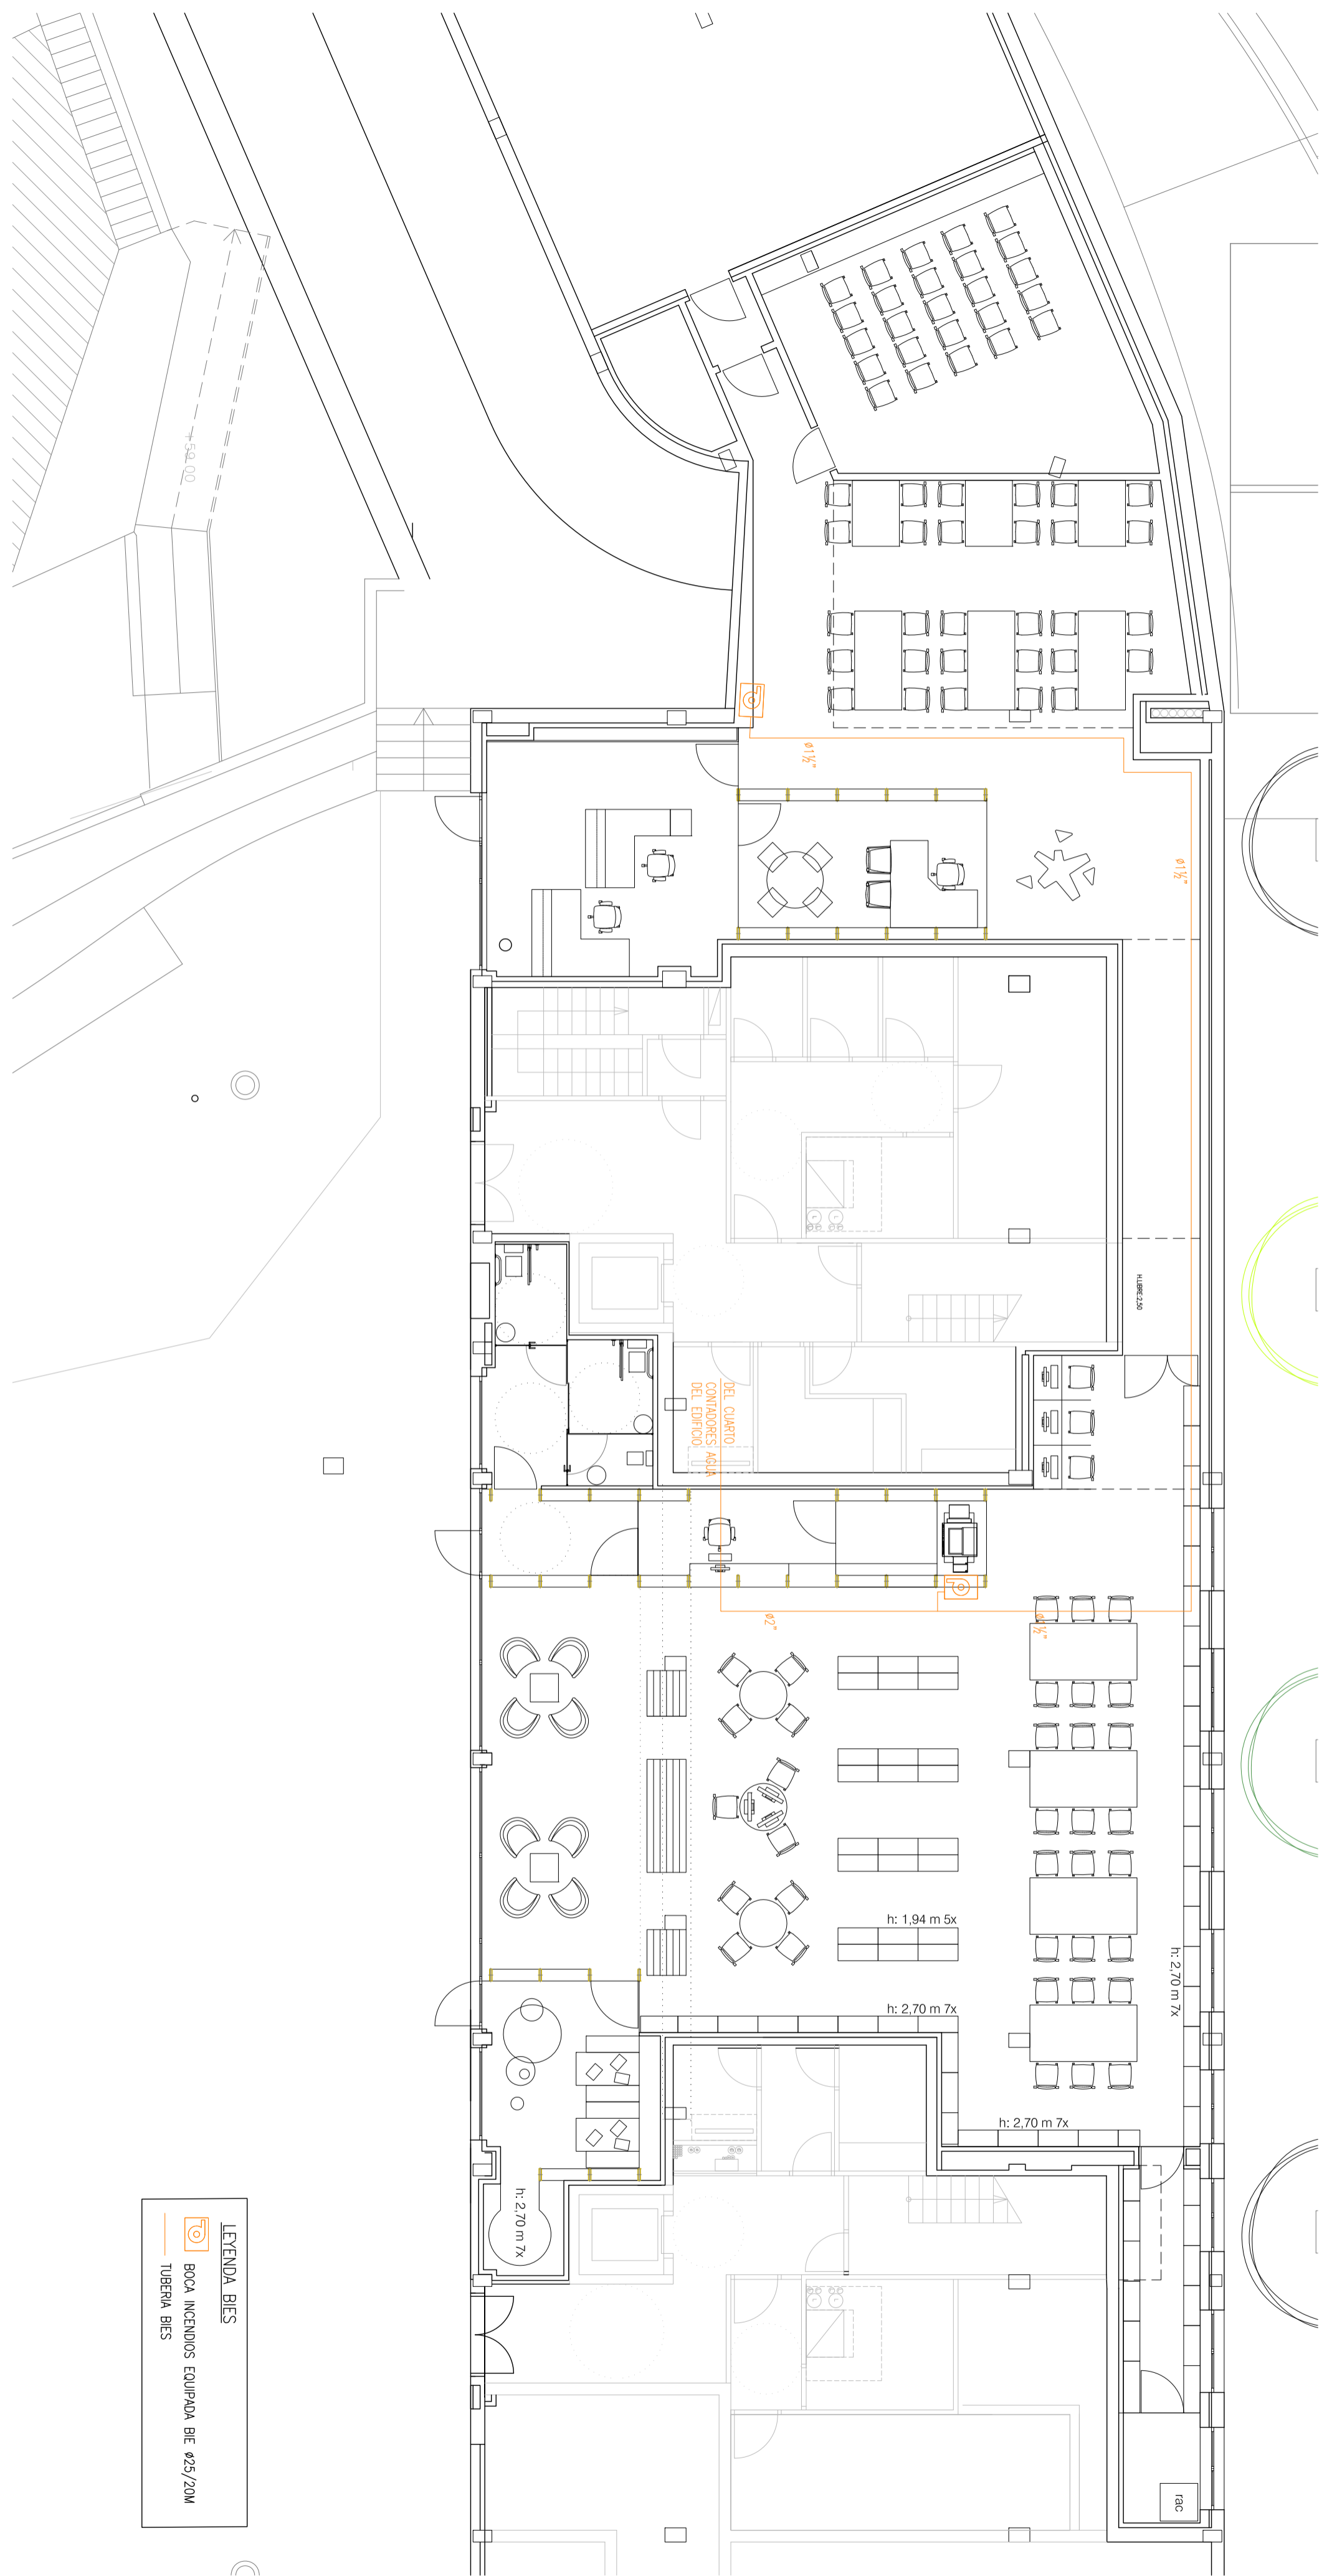 +59.00
ø1½"
ø1½"
H.LIBRE:2,50
DEL CUARTO
CONTADORES AGUA
DEL EDIFICIO
ø2"
ø1½"
h: 1,94 m 5x
h: 2,70 m 7x
h: 2,70 m 7x
h: 2,70 m 7x
h: 2,70 m 7x
rac
LEYENDA BIES
BOCA INCENDIOS EQUIPADA BIE ø25/20M
TUBERIA BIES